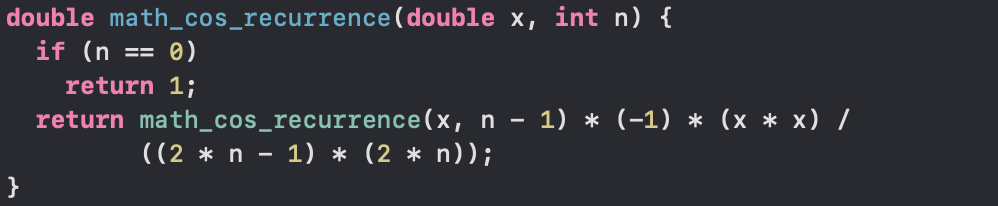 double math_cos_recurrence(double x, int n) {
  if (n == 0)
    return 1;
  return math_cos_recurrence(x, n - 1) * (-1) * (x * x) /
         ((2 * n - 1) * (2 * n));
}